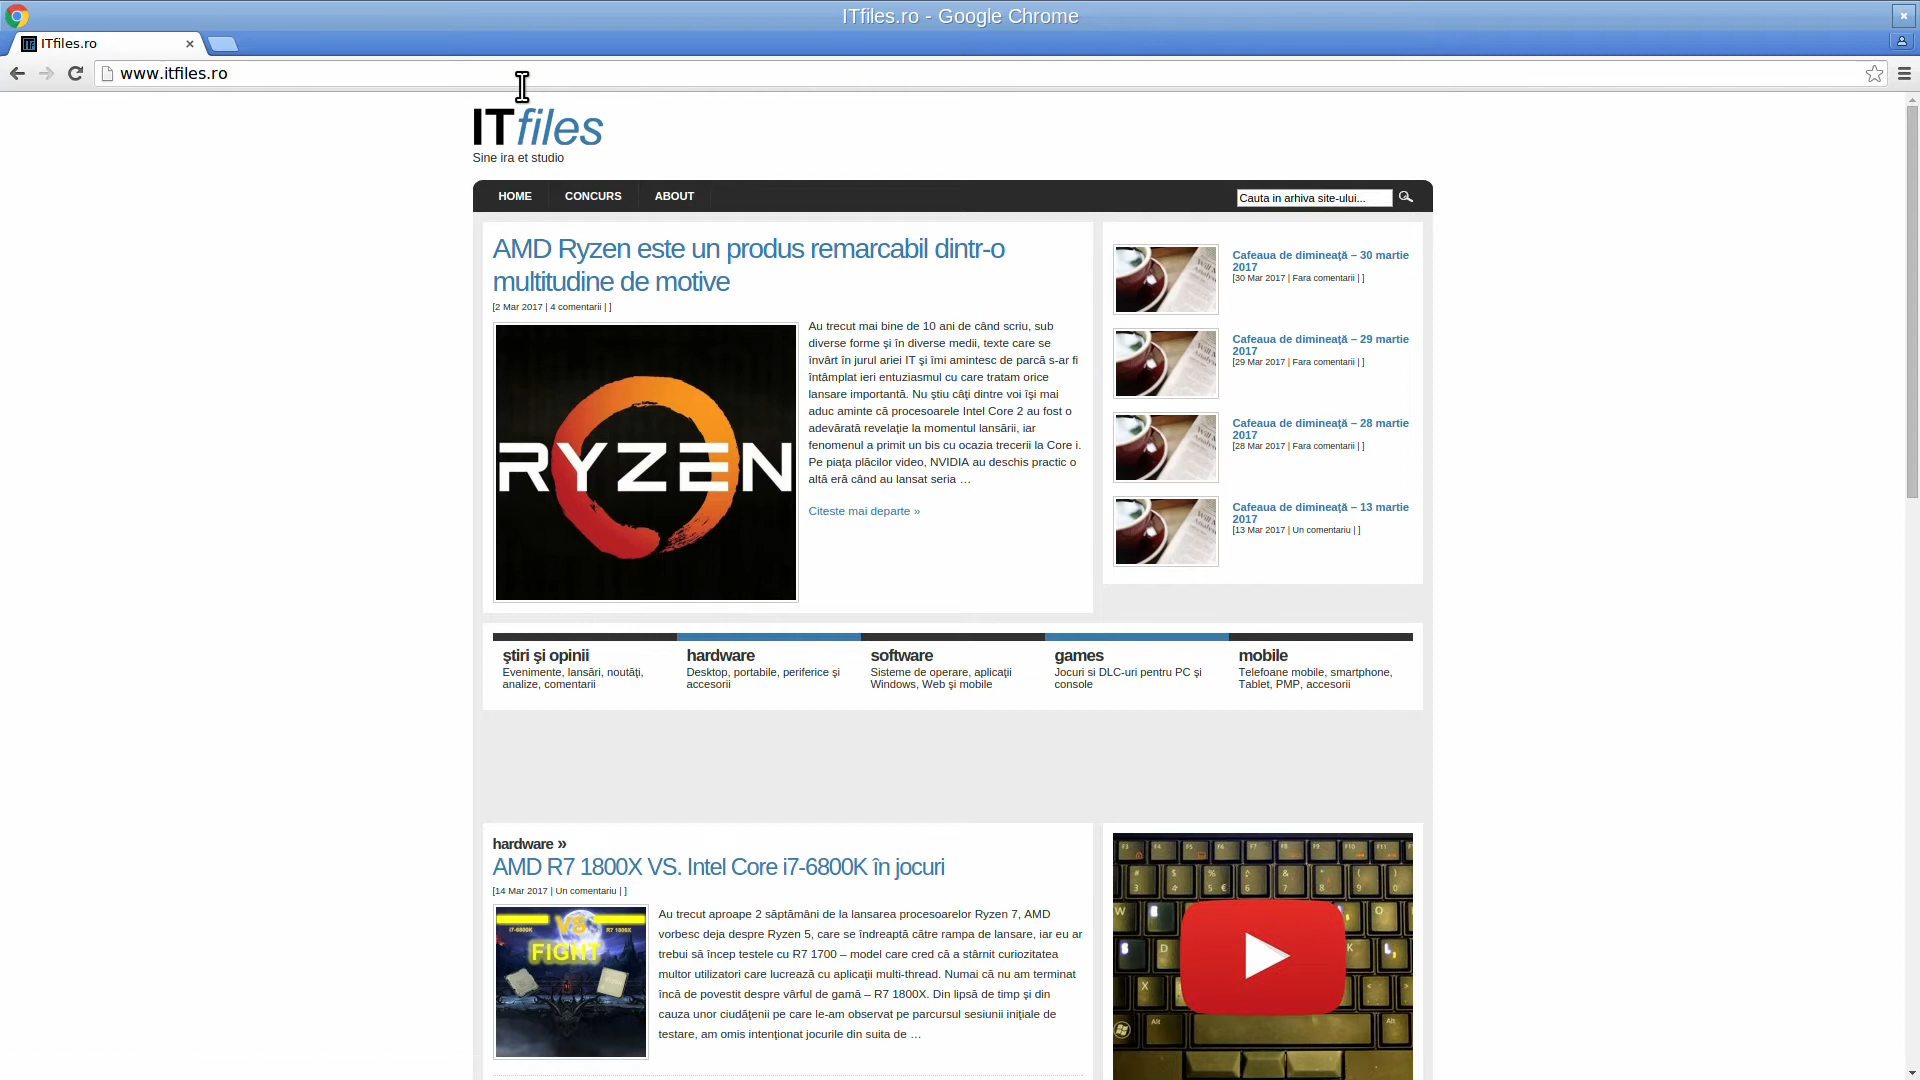 ITfiles.ro - Google Chrome
ITfiles.ro
www.itfiles.ro
ITfiles
Sine ira et studio
HOME
CONCURS
ABOUT
Cauta in arhiva site-ului...
AMD Ryzen este un produs remarcabil dintr-o
multitudine de motive
[2 Mar 2017 | 4 comentarii | ]
RYZEN
Au trecut mai bine de 10 ani de când scriu, sub
diverse forme şi în diverse medii, texte care se
învârt în jurul ariei IT şi îmi amintesc de parcă s-ar fi
întâmplat ieri entuziasmul cu care tratam orice
lansare importantă. Nu ştiu câţi dintre voi îşi mai
aduc aminte că procesoarele Intel Core 2 au fost o
adevărată revelaţie la momentul lansării, iar
fenomenul a primit un bis cu ocazia trecerii la Core i.
Pe piaţa plăcilor video, NVIDIA au deschis practic o
altă eră când au lansat seria …
Citeste mai departe »
Cafeaua de dimineaţă – 30 martie
2017
[30 Mar 2017 | Fara comentarii | ]
Cafeaua de dimineaţă – 29 martie
2017
[29 Mar 2017 | Fara comentarii | ]
Cafeaua de dimineaţă – 28 martie
2017
[28 Mar 2017 | Fara comentarii | ]
Cafeaua de dimineaţă – 13 martie
2017
[13 Mar 2017 | Un comentariu | ]
ştiri şi opinii
Evenimente, lansări, noutăţi,
analize, comentarii
hardware
Desktop, portabile, periferice şi
accesorii
software
Sisteme de operare, aplicaţii
Windows, Web şi mobile
games
Jocuri si DLC-uri pentru PC şi
console
mobile
Telefoane mobile, smartphone,
Tablet, PMP, accesorii
hardware »
AMD R7 1800X VS. Intel Core i7-6800K în jocuri
[14 Mar 2017 | Un comentariu | ]
i7-6800K
VS
R7 1800X
FIGHT
Au trecut aproape 2 săptămâni de la lansarea procesoarelor Ryzen 7, AMD
vorbesc deja despre Ryzen 5, care se îndreaptă către rampa de lansare, iar eu ar
trebui să încep testele cu R7 1700 – model care cred că a stârnit curiozitatea
multor utilizatori care lucrează cu aplicaţii multi-thread. Numai că nu am terminat
încă de povestit despre vârful de gamă – R7 1800X. Din lipsă de timp şi din
cauza unor ciudăţenii pe care le-am observat pe parcursul sesiunii iniţiale de
testare, am omis intenţionat jocurile din suita de …
F3 F4 F5 F6 F7 F8 F9 F10 F11